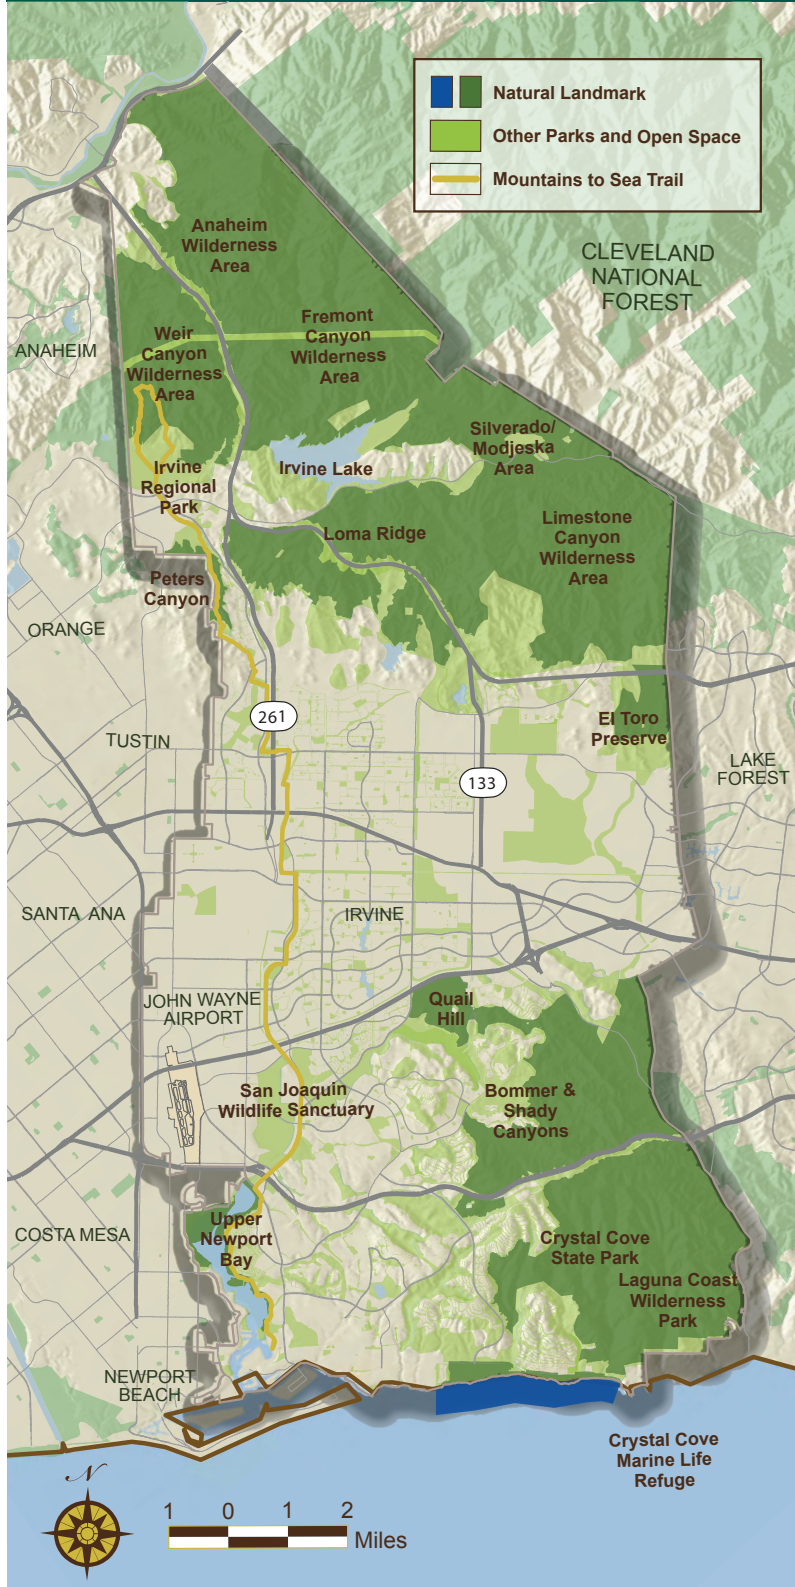 Natural Landmark
Other Parks and Open Space
Mountains to Sea Trail
CLEVELAND
NATIONAL
FOREST
Anaheim
Wilderness
Area
Fremont
Canyon
Wilderness
Area
Weir
Canyon
Wilderness
Area
ANAHEIM
Silverado/
Modjeska
Area
Irvine Lake
Irvine
Regional
Park
Loma Ridge
Limestone
Canyon
Wilderness
Area
Peters
Canyon
ORANGE
261
El Toro
Preserve
TUSTIN
LAKE
FOREST
133
SANTA ANA
IRVINE
JOHN WAYNE
AIRPORT
Quail
Hill
San Joaquin
Wildlife Sanctuary
Bommer &
Shady
Canyons
COSTA MESA
Upper
Newport
Bay
Crystal Cove
State Park
Laguna Coast
Wilderness
Park
NEWPORT
BEACH
Crystal Cove
Marine Life
Refuge
N
1 0 1 2
Miles